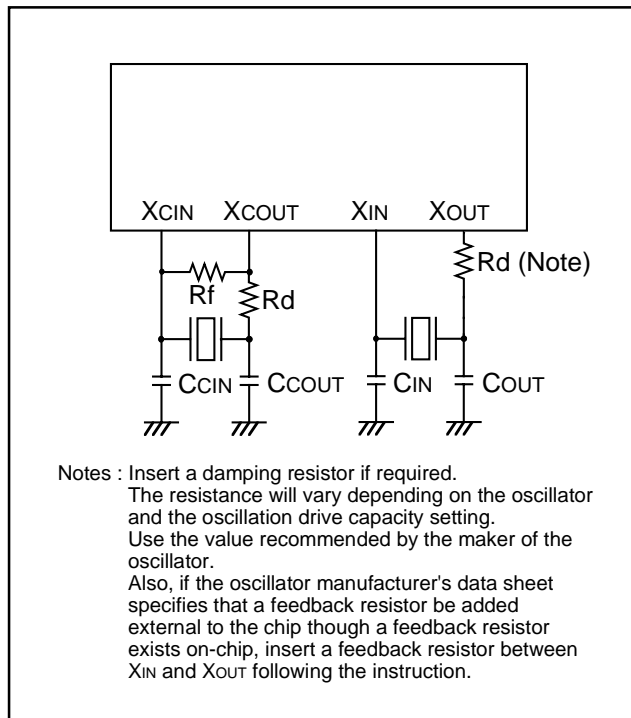 XCIN XCOUT XIN XOUT
Rd (Note)
Rf Rd
CCIN CCOUT CIN COUT
Notes : Insert a damping resistor if required.
The resistance will vary depending on the oscillator
and the oscillation drive capacity setting.
Use the value recommended by the maker of the
oscillator.
Also, if the oscillator manufacturer's data sheet
specifies that a feedback resistor be added
external to the chip though a feedback resistor
exists on-chip, insert a feedback resistor between
XIN and XOUT following the instruction.